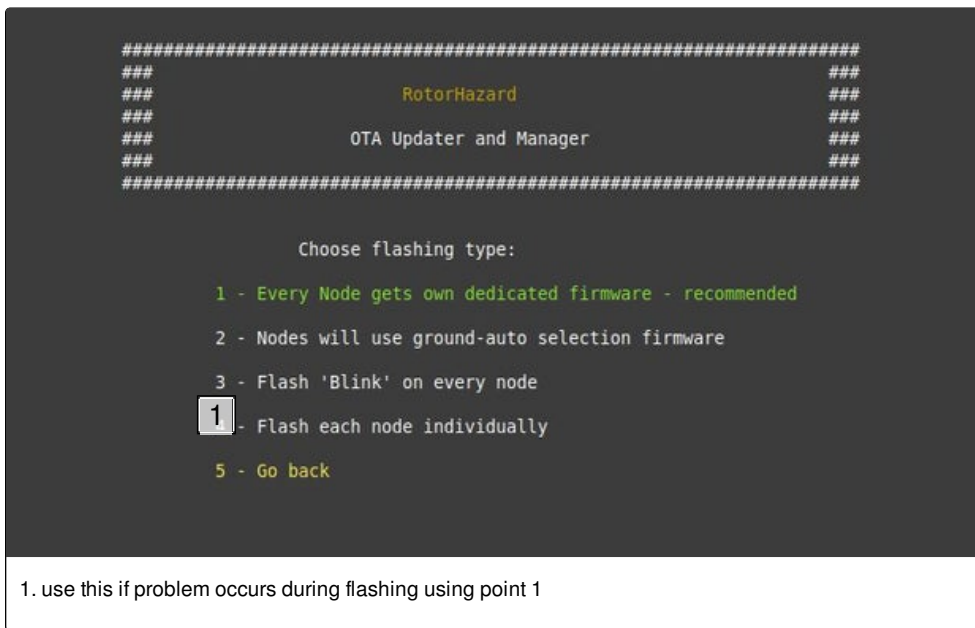 ######################################################################
### ###
### RotorHazard ###
### ###
### OTA Updater and Manager ###
### ###
######################################################################
Choose flashing type:
1 - Every Node gets own dedicated firmware - recommended
2 - Nodes will use ground-auto selection firmware
3 - Flash 'Blink' on every node
1 - Flash each node individually
5 - Go back
1. use this if problem occurs during flashing using point 1